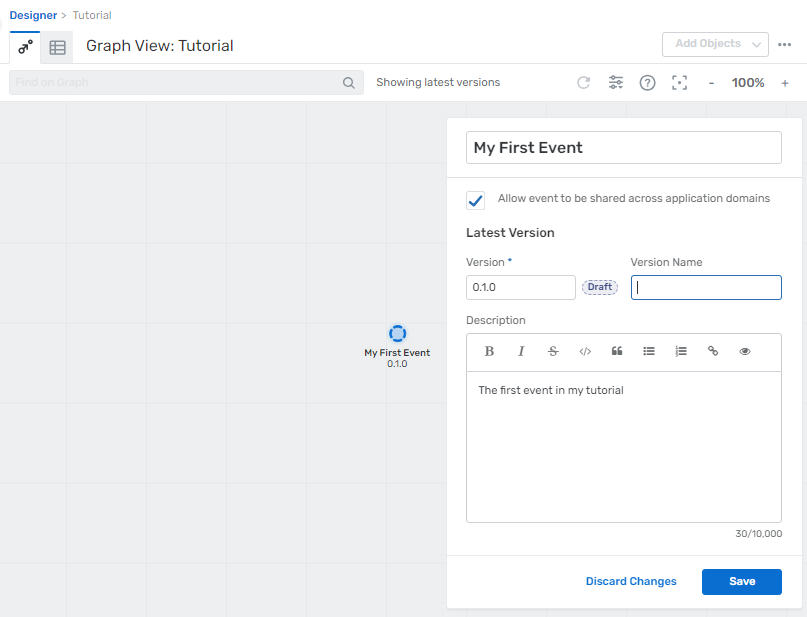 Designer > Tutorial
Graph View: Tutorial
Add Objects
Find on Graph
Showing latest versions
- 100% +
My First Event
Allow event to be shared across application domains
Latest Version
Version * Version Name
0.1.0 Draft
Description
B I S </>
The first event in my tutorial
My First Event
0.1.0
30/10,000
Discard Changes Save